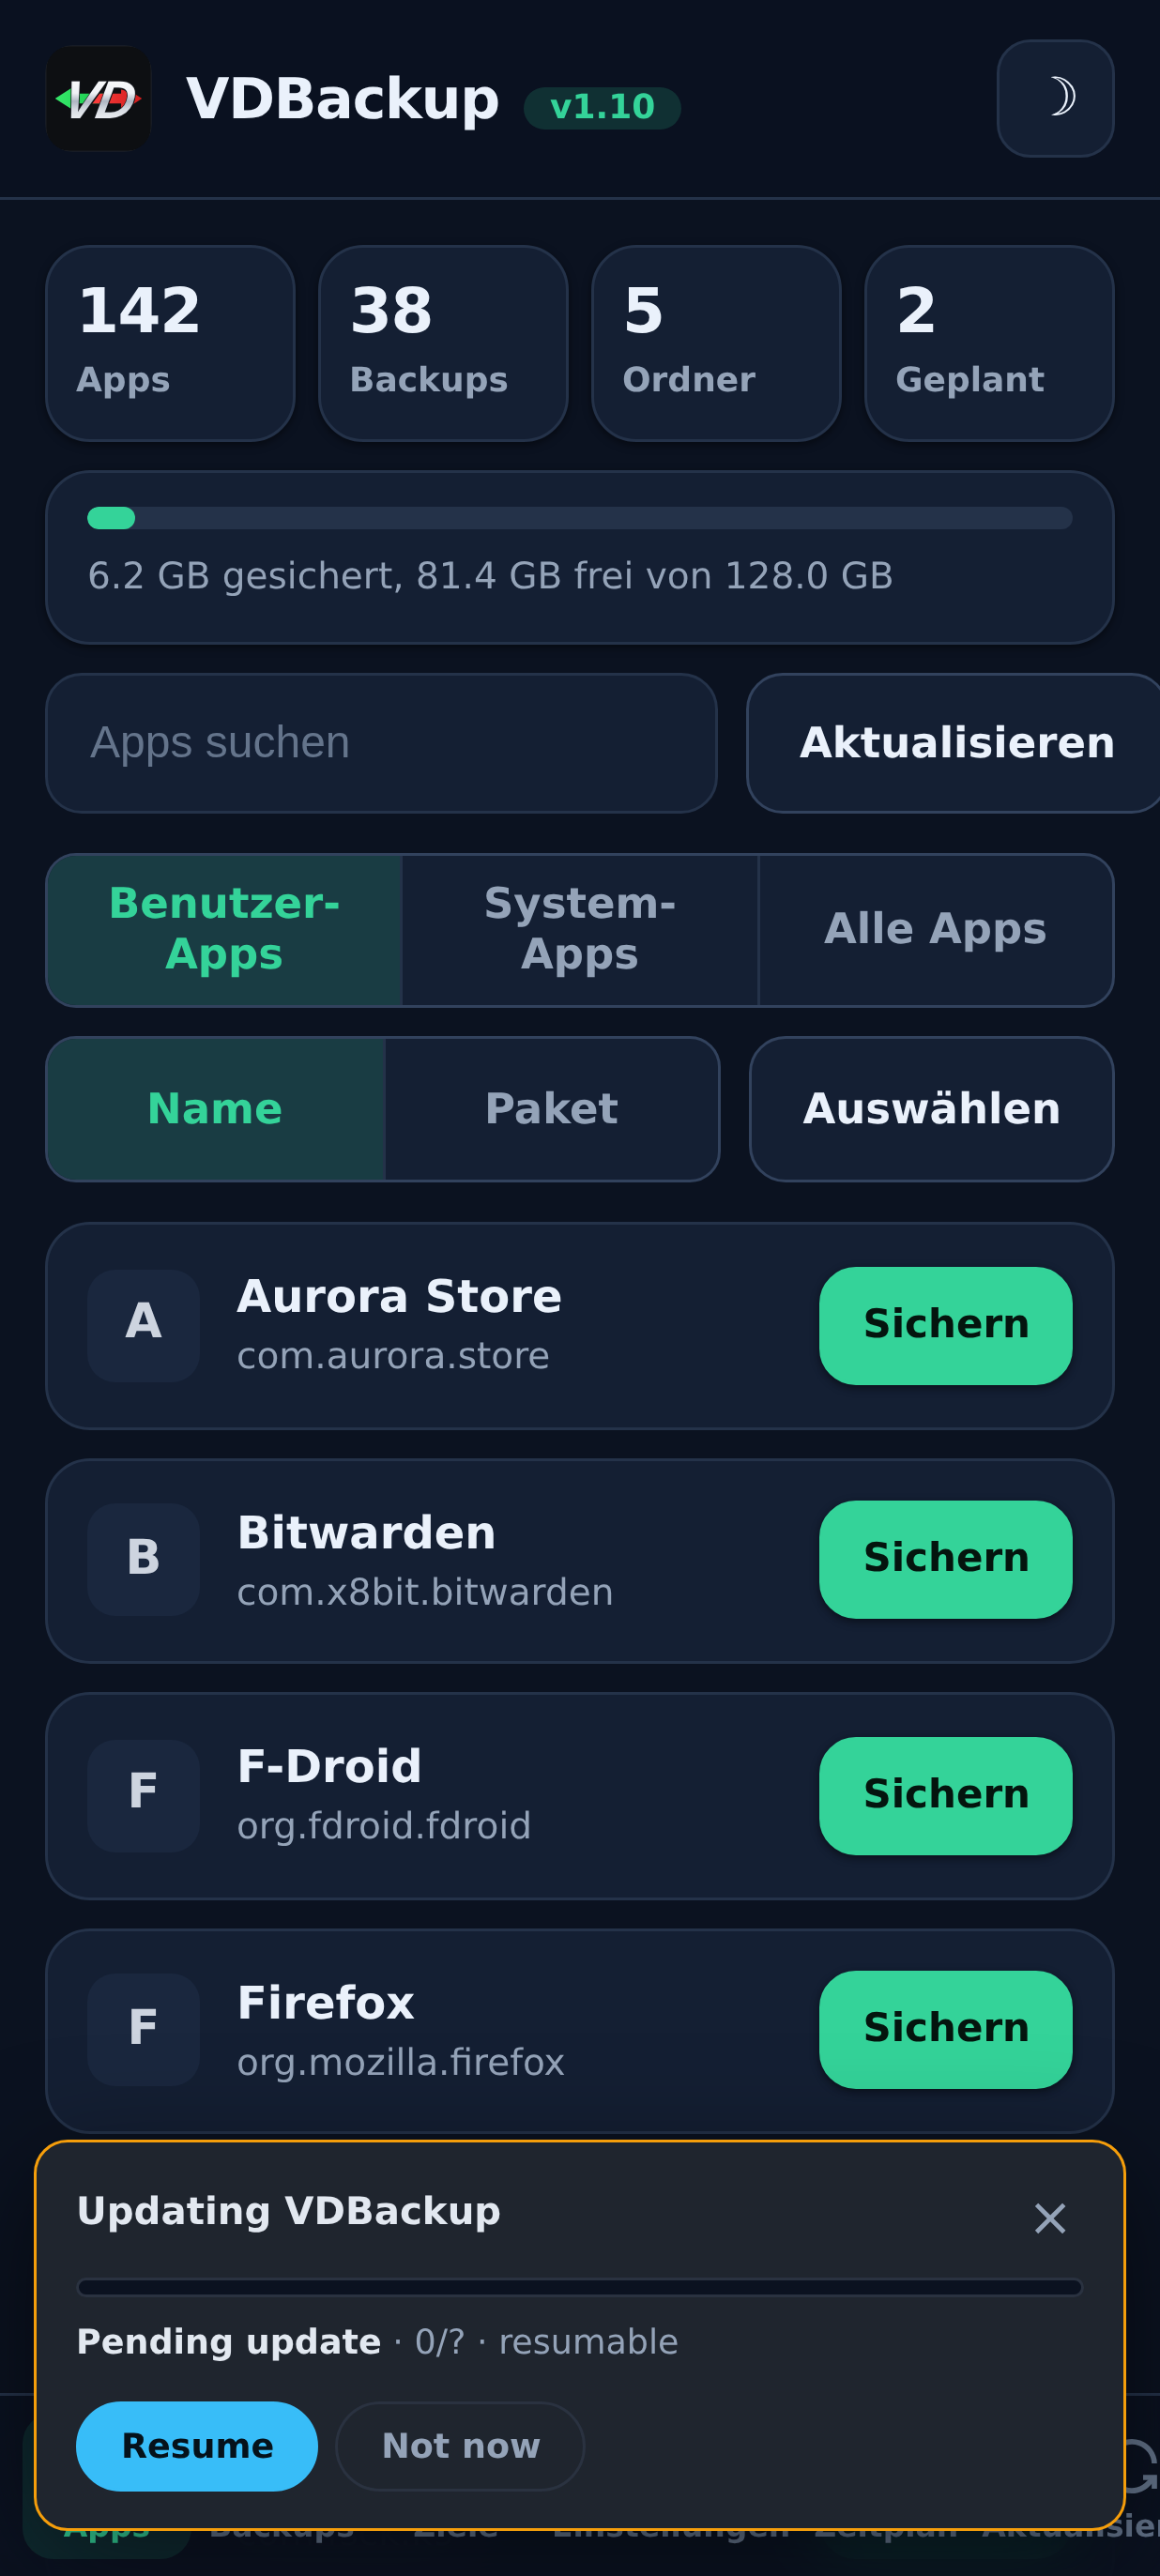 VD
VDBackup v1.10
142
Apps
38
Backups
5
Ordner
2
Geplant
6.2 GB gesichert, 81.4 GB frei von 128.0 GB
Apps suchen
Aktualisieren
Benutzer-
Apps
System-
Apps
Alle Apps
Name
Paket
Auswählen
A
Aurora Store
com.aurora.store
Sichern
B
Bitwarden
com.x8bit.bitwarden
Sichern
F
F-Droid
org.fdroid.fdroid
Sichern
F
Firefox
org.mozilla.firefox
Sichern
Updating VDBackup
Pending update · 0/? · resumable
Resume
Not now
Apps